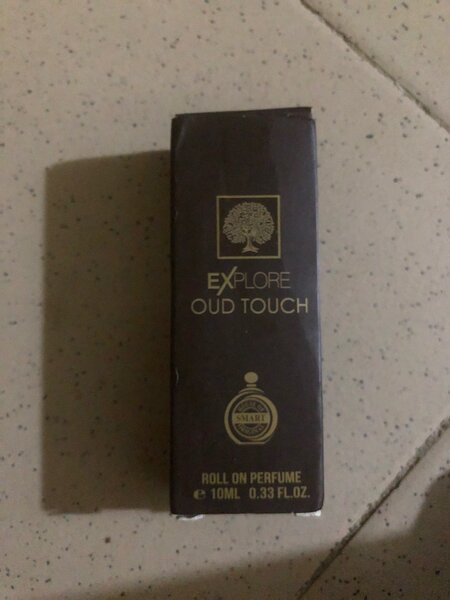 EXPLORE
OUD TOUCH
SMART
ROLL ON PERFUME
e 10ML 0.33 FL.OZ.